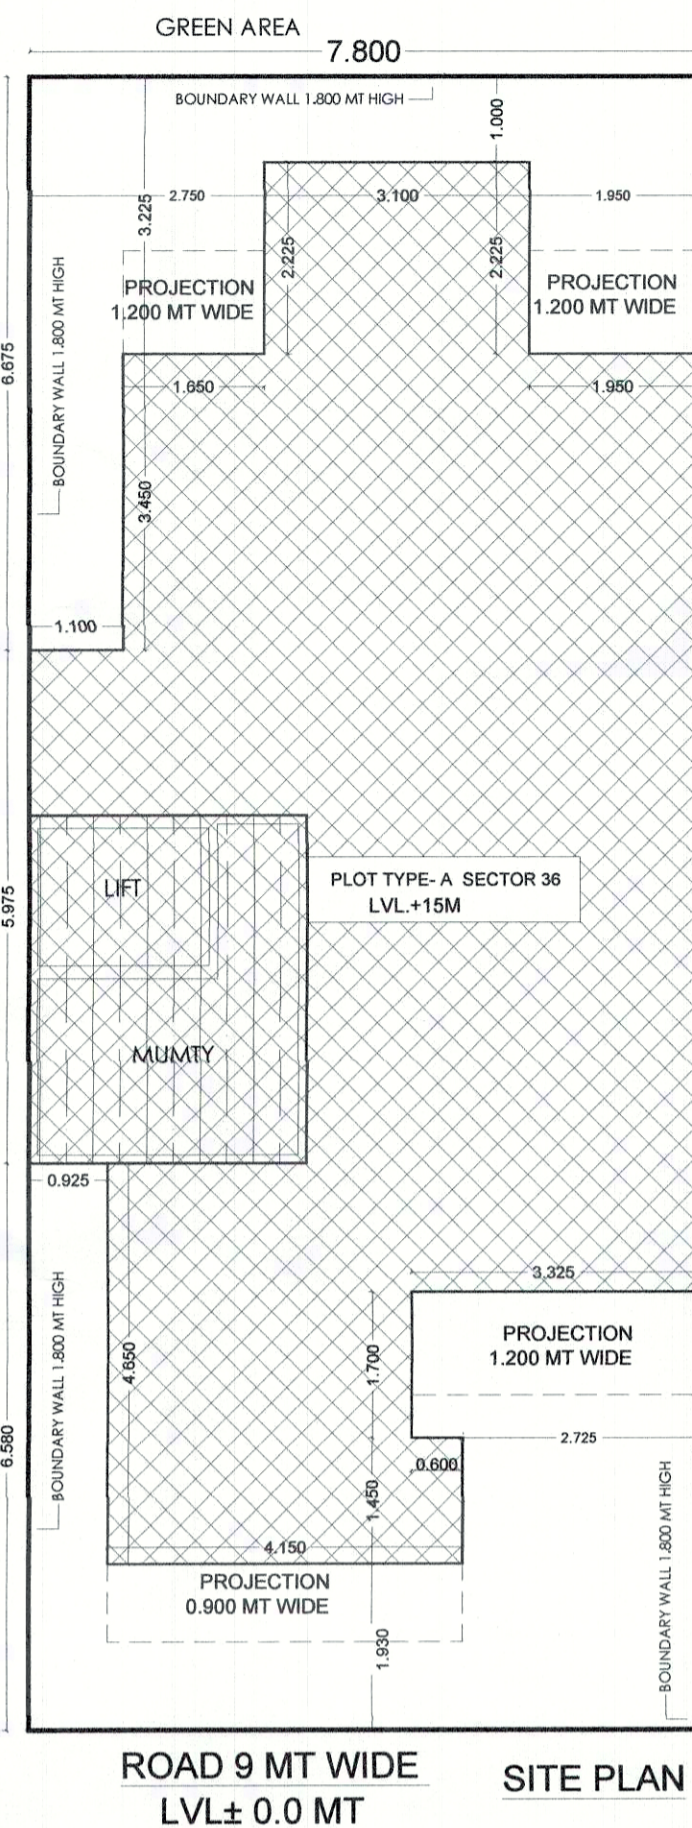 GREEN AREA
7.800
BOUNDARY WALL 1.800 MT HIGH
1.000
2.750
3.100
1.950
3.225
2.225
2.225
PROJECTION
1.200 MT WIDE
PROJECTION
1.200 MT WIDE
BOUNDARY WALL 1.800 MT HIGH
6.675
1.650
1.950
3.450
1.100
LIFT
PLOT TYPE- A SECTOR 36
LVL.+15M
5.975
MUMTY
0.925
3.325
BOUNDARY WALL 1.800 MT HIGH
4.650
1.700
PROJECTION
1.200 MT WIDE
6.580
2.725
0.600
1.450
4.150
PROJECTION
0.900 MT WIDE
1.930
BOUNDARY WALL 1.800 MT HIGH
ROAD 9 MT WIDE
LVL± 0.0 MT
SITE PLAN